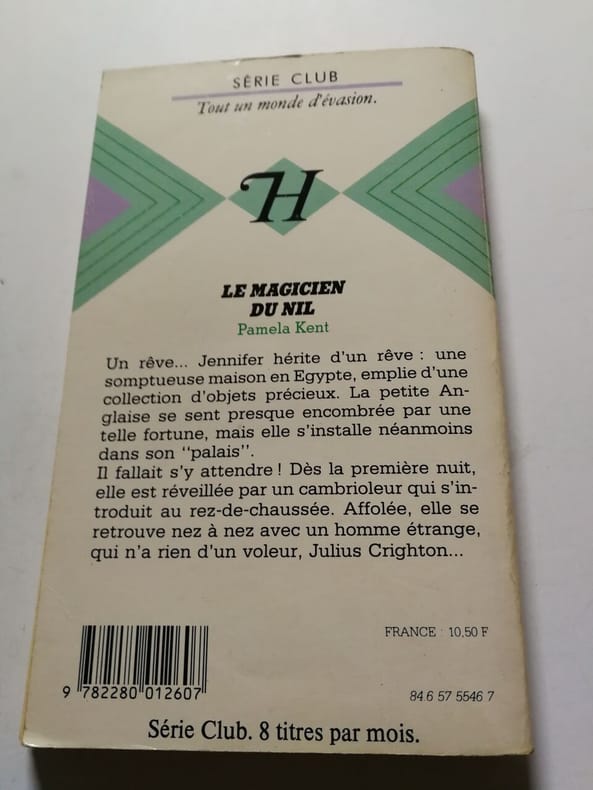 SÉRIE CLUB
Tout un monde d'évasion.
H
LE MAGICIEN
DU NIL
Pamela Kent
Un rêve... Jennifer hérite d'un rêve : une
somptueuse maison en Egypte, emplie d'une
collection d'objets précieux. La petite An-
glaise se sent presque encombrée par une
telle fortune, mais elle s'installe néanmoins
dans son "palais".
Il fallait s'y attendre ! Dès la première nuit,
elle est réveillée par un cambrioleur qui s'in-
troduit au rez-de-chaussée. Affolée, elle se
retrouve nez à nez avec un homme étrange,
qui n'a rien d'un voleur, Julius Crighton...
FRANCE : 10,50 F
9 782280 012607
84.6 57 5546 7
Série Club. 8 titres par mois.